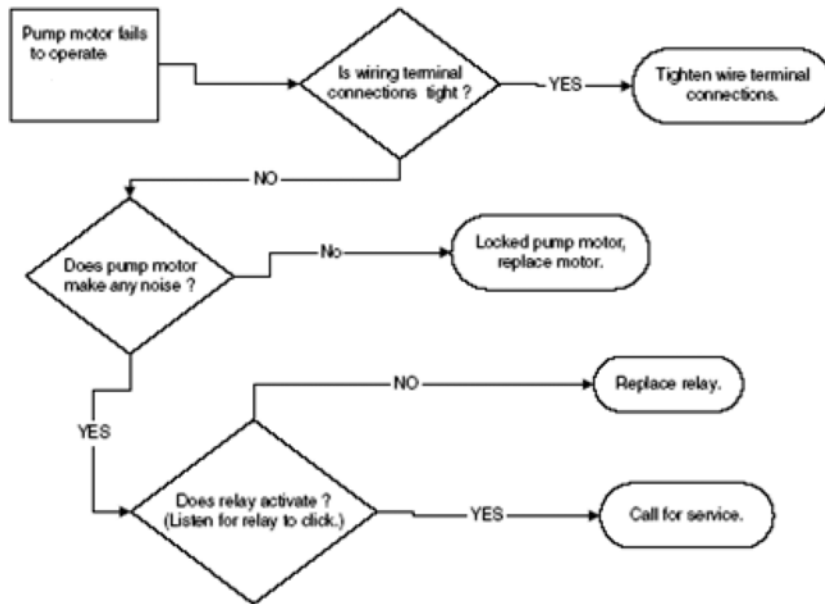 Pump motor fails
to operate
Is wiring terminal
connections tight ?
YES
Tighten wire terminal
connections.
NO
Does pump motor
make any noise ?
No
Locked pump motor,
replace motor.
YES
NO
Replace relay.
Does relay activate ?
(Listen for relay to click.)
YES
Call for service.